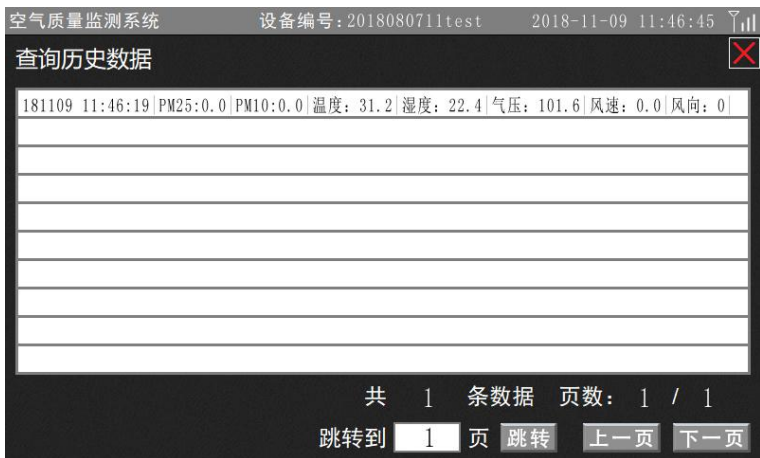 空气质量监测系统 设备编号:2018080711test 2018-11-09 11:46:45
查询历史数据
181109 11:46:19 PM25:0.0 PM10:0.0 温度: 31.2 湿度: 22.4 气压: 101.6 风速: 0.0 风向: 0
共 1 条数据 页数: 1 / 1
跳转到 1 页 跳转 上一页 下一页